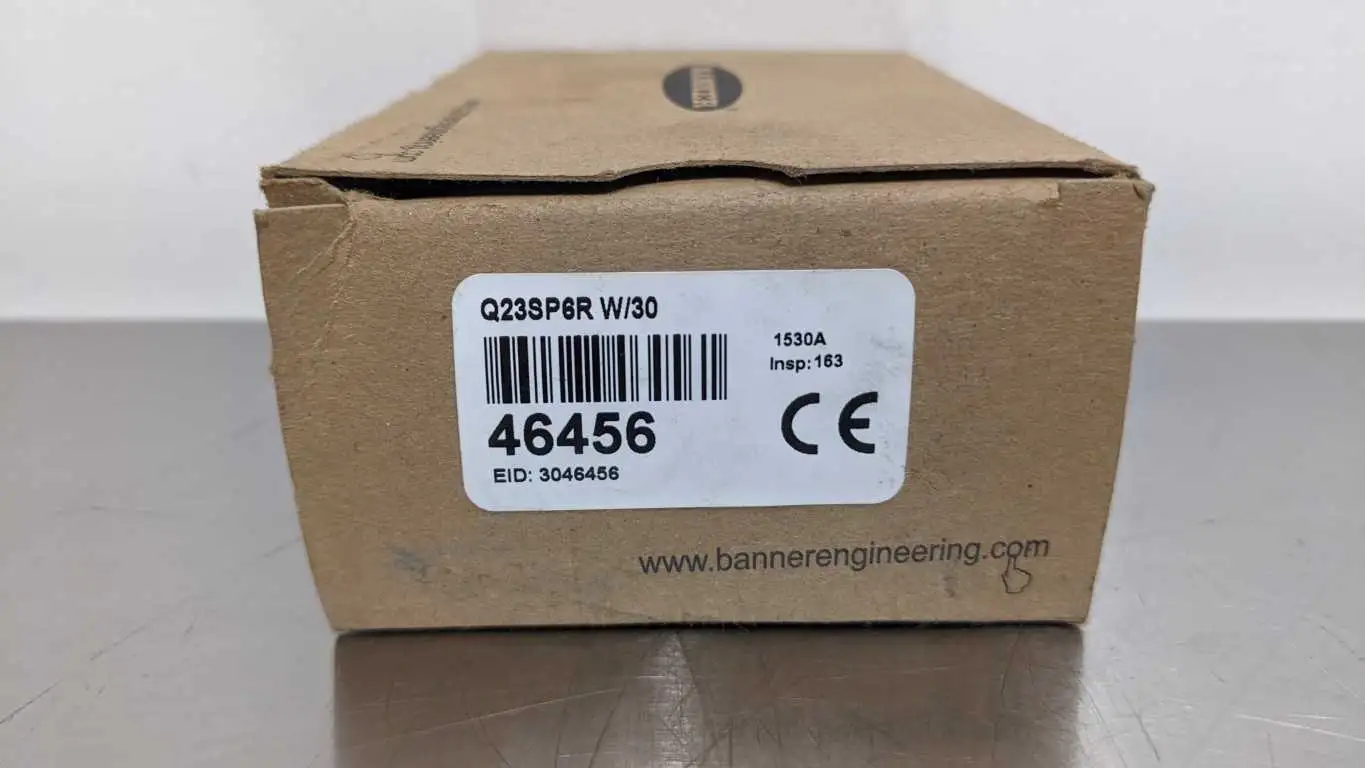 Q23SP6R W/30
1530A
Insp: 163
46456
EID: 3046456
CE
www.bannerengineering.com